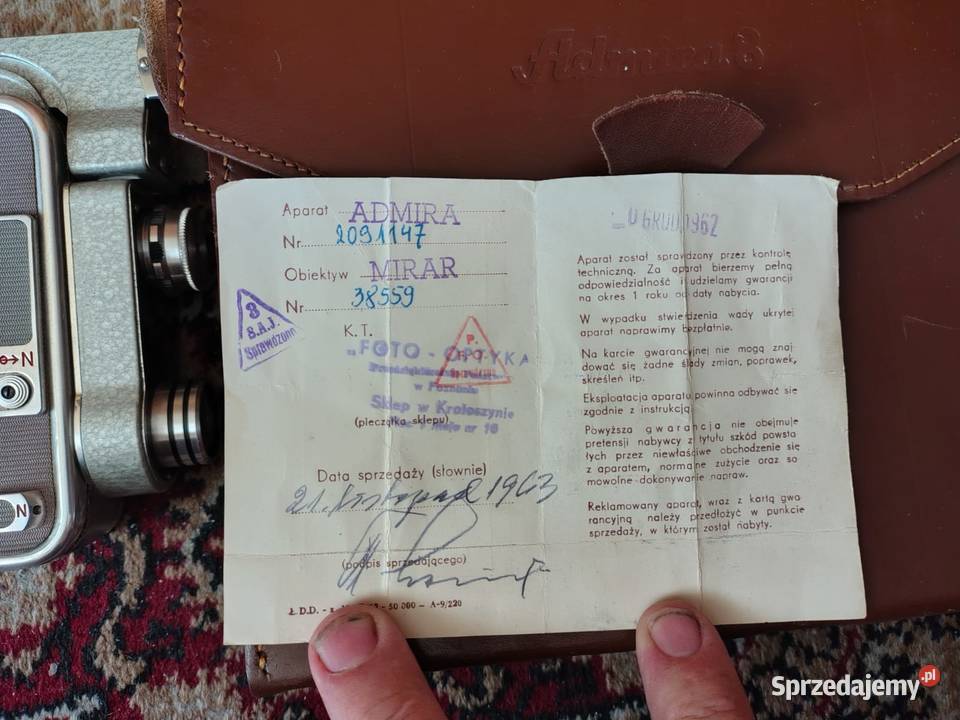 Admira 8
Aparat ADMIRA
Nr. 2091147
Obiektyw MIRAR
Nr 38559
3
S.A.J.
Sprawdzono
K.T.
P.
"FOTO - OPTYKA
w Poznaniu
Sklep w Krotoszynie
(pieczątka sklepu)
Maja nr 16
Data sprzedaży (słownie)
21. listopad 1963
(podpis sprzedającego)
Ł.D.D. - 50 000 — A-9/220
GRUD 1962
Aparat został sprawdzony przez kontrolę
techniczną. Za aparat bierzemy pełną
odpowiedzialność i udzielamy gwarancji
na okres 1 roku od daty nabycia.
W wypadku stwierdzenia wady ukrytej
aparat naprawimy bezpłatnie.
Na karcie gwarancyjnej nie mogą znaj
dować się żadne ślady zmian, poprawek,
skreśleń itp.
Eksploatacja aparatu powinna odbywać się
zgodnie z instrukcją.
Powyższa gwarancja nie obejmuje
pretensji nabywcy z tytułu szkód powsta
łych przez niewłaściwe obchodzenie się
z aparatem, normalne zużycie oraz sa
mowolne dokonywanie napraw.
Reklamowany aparat, wraz z kartą gwa
rancyjną należy przedłożyć w punkcie
sprzedaży, w którym został nabyty.
N
N
Sprzedajemy.pl